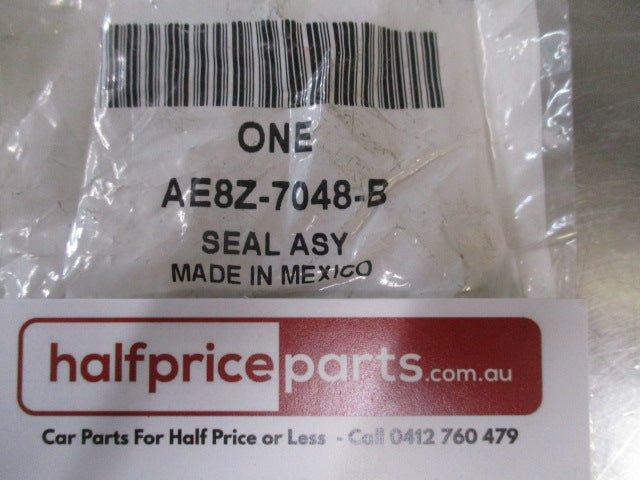 ONE
AE8Z-7048-B
SEAL ASY
MADE IN MEXICO
halfpriceparts.com.au
Car Parts For Half Price or Less - Call 0412 760 479